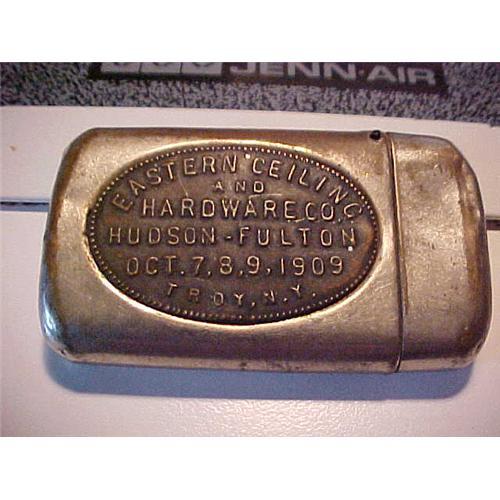 JENN-AIR
EASTERN CEILING
AND
HARDWARE CO.
HUDSON-FULTON
OCT. 7, 8, 9, 1909
TROY, N.Y.